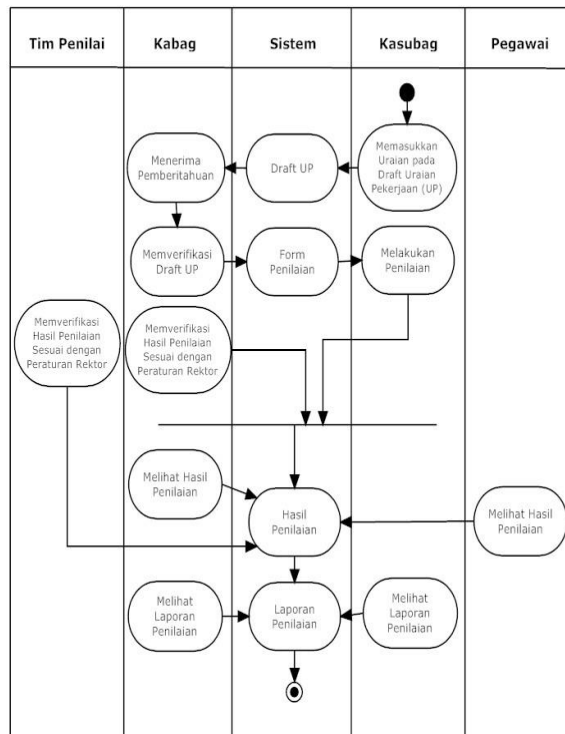 Tim Penilai
Kabag
Sistem
Kasubag
Pegawai
Memasukkan
Uraian pada
Draft Uraian
Pekerjaan (UP)
Draft UP
Menerima
Pemberitahuan
Memverifikasi
Draft UP
Form
Penilaian
Melakukan
Penilaian
Memverifikasi
Hasil Penilaian
Sesuai dengan
Peraturan Rektor
Memverifikasi
Hasil Penilaian
Sesuai dengan
Peraturan Rektor
Melihat Hasil
Penilaian
Hasil
Penilaian
Melihat Hasil
Penilaian
Melihat
Laporan
Penilaian
Laporan
Penilaian
Melihat
Laporan
Penilaian